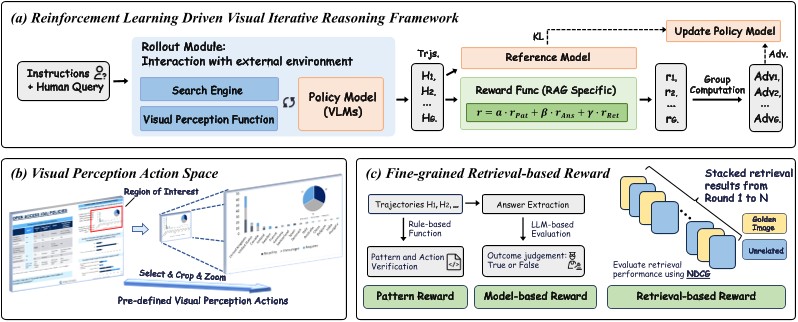 (a) Reinforcement Learning Driven Visual Iterative Reasoning Framework
Instructions
+ Human Query
Rollout Module:
Interaction with external environment
Search Engine
Visual Perception Function
Policy Model
(VLMs)
Trjs.
H1,
H2,
...
HG.
KL
Reference Model
Reward Func (RAG Specific)
r = α · rPat + β · rAns + γ · rRet
r1,
r2,
...
rG.
Group
Computation
Update Policy Model
Adv.
Adv1,
Adv2,
...
AdvG.
(b) Visual Perception Action Space
Region of Interest
OPEN ACCESS VIA POLICIES
Select & Crop & Zoom
Pre-defined Visual Perception Actions
(c) Fine-grained Retrieval-based Reward
Trajectories H1, H2, ...
Answer Extraction
Rule-based
Function
LLM-based
Evaluation
Pattern and Action
Verification
Outcome judgement:
True or False
Pattern Reward
Model-based Reward
Stacked retrieval
results from
Round 1 to N
Golden
Image
Unrelated
Evaluate retrieval
performance using NDCG
Retrieval-based Reward